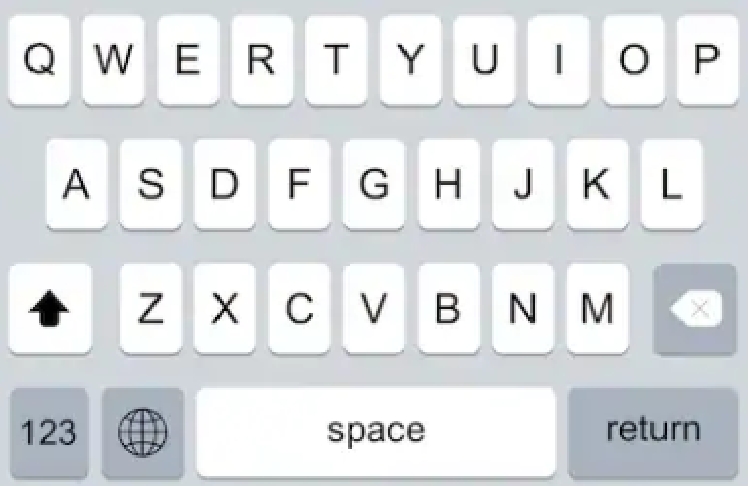 Q W E R T Y U I O P
A S D F G H J K L
Z X C V B N M
123 space return